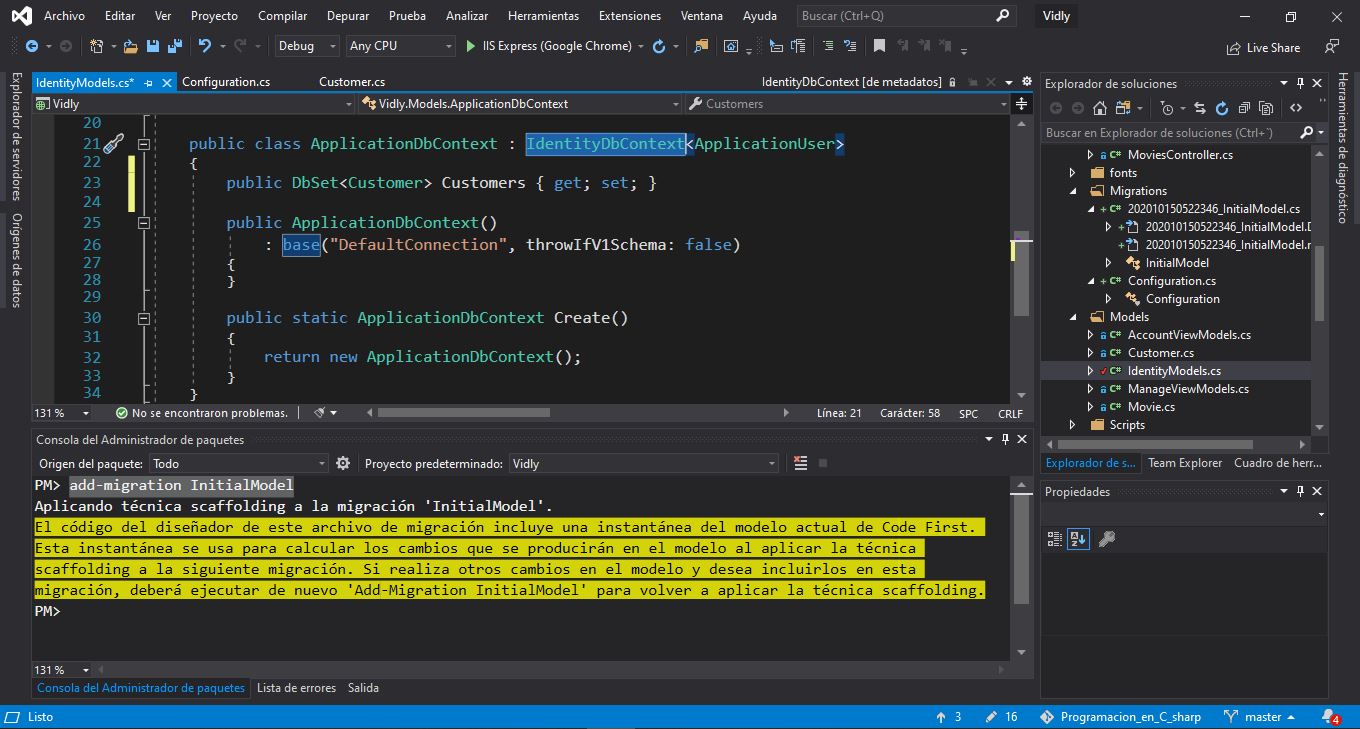 Archivo Editar Ver Proyecto Compilar Depurar Prueba Analizar Herramientas Extensiones Ventana Ayuda Buscar (Ctrl+Q) Vidly
Debug Any CPU IIS Express (Google Chrome) Live Share
Explorador de servidores
Orígenes de datos
IdentityModels.cs* Configuration.cs Customer.cs IdentityDbContext [de metadatos]
Vidly Vidly.Models.ApplicationDbContext Customers
20
21 public class ApplicationDbContext : IdentityDbContext<ApplicationUser>
22 {
23 public DbSet<Customer> Customers { get; set; }
24
25 public ApplicationDbContext()
26 : base("DefaultConnection", throwIfV1Schema: false)
27 {
28 }
29
30 public static ApplicationDbContext Create()
31 {
32 return new ApplicationDbContext();
33 }
34 }
131 % No se encontraron problemas. Línea: 21 Carácter: 58 SPC CRLF
Consola del Administrador de paquetes
Origen del paquete: Todo Proyecto predeterminado: Vidly
PM> add-migration InitialModel
Aplicando técnica scaffolding a la migración 'InitialModel'.
El código del diseñador de este archivo de migración incluye una instantánea del modelo actual de Code First.
Esta instantánea se usa para calcular los cambios que se producirán en el modelo al aplicar la técnica
scaffolding a la siguiente migración. Si realiza otros cambios en el modelo y desea incluirlos en esta
migración, deberá ejecutar de nuevo 'Add-Migration InitialModel' para volver a aplicar la técnica scaffolding.
PM>
131 %
Consola del Administrador de paquetes Lista de errores Salida
Explorador de soluciones
Buscar en Explorador de soluciones (Ctrl+´)
C# MoviesController.cs
fonts
Migrations
C# 202010150522346_InitialModel.cs
202010150522346_InitialModel.D
202010150522346_InitialModel.r
InitialModel
C# Configuration.cs
Configuration
Models
C# AccountViewModels.cs
C# Customer.cs
C# IdentityModels.cs
C# ManageViewModels.cs
C# Movie.cs
Scripts
Explorador de s... Team Explorer Cuadro de herr...
Propiedades
Herramientas de diagnóstico
Listo 3 16 Programacion_en_C_sharp master 4